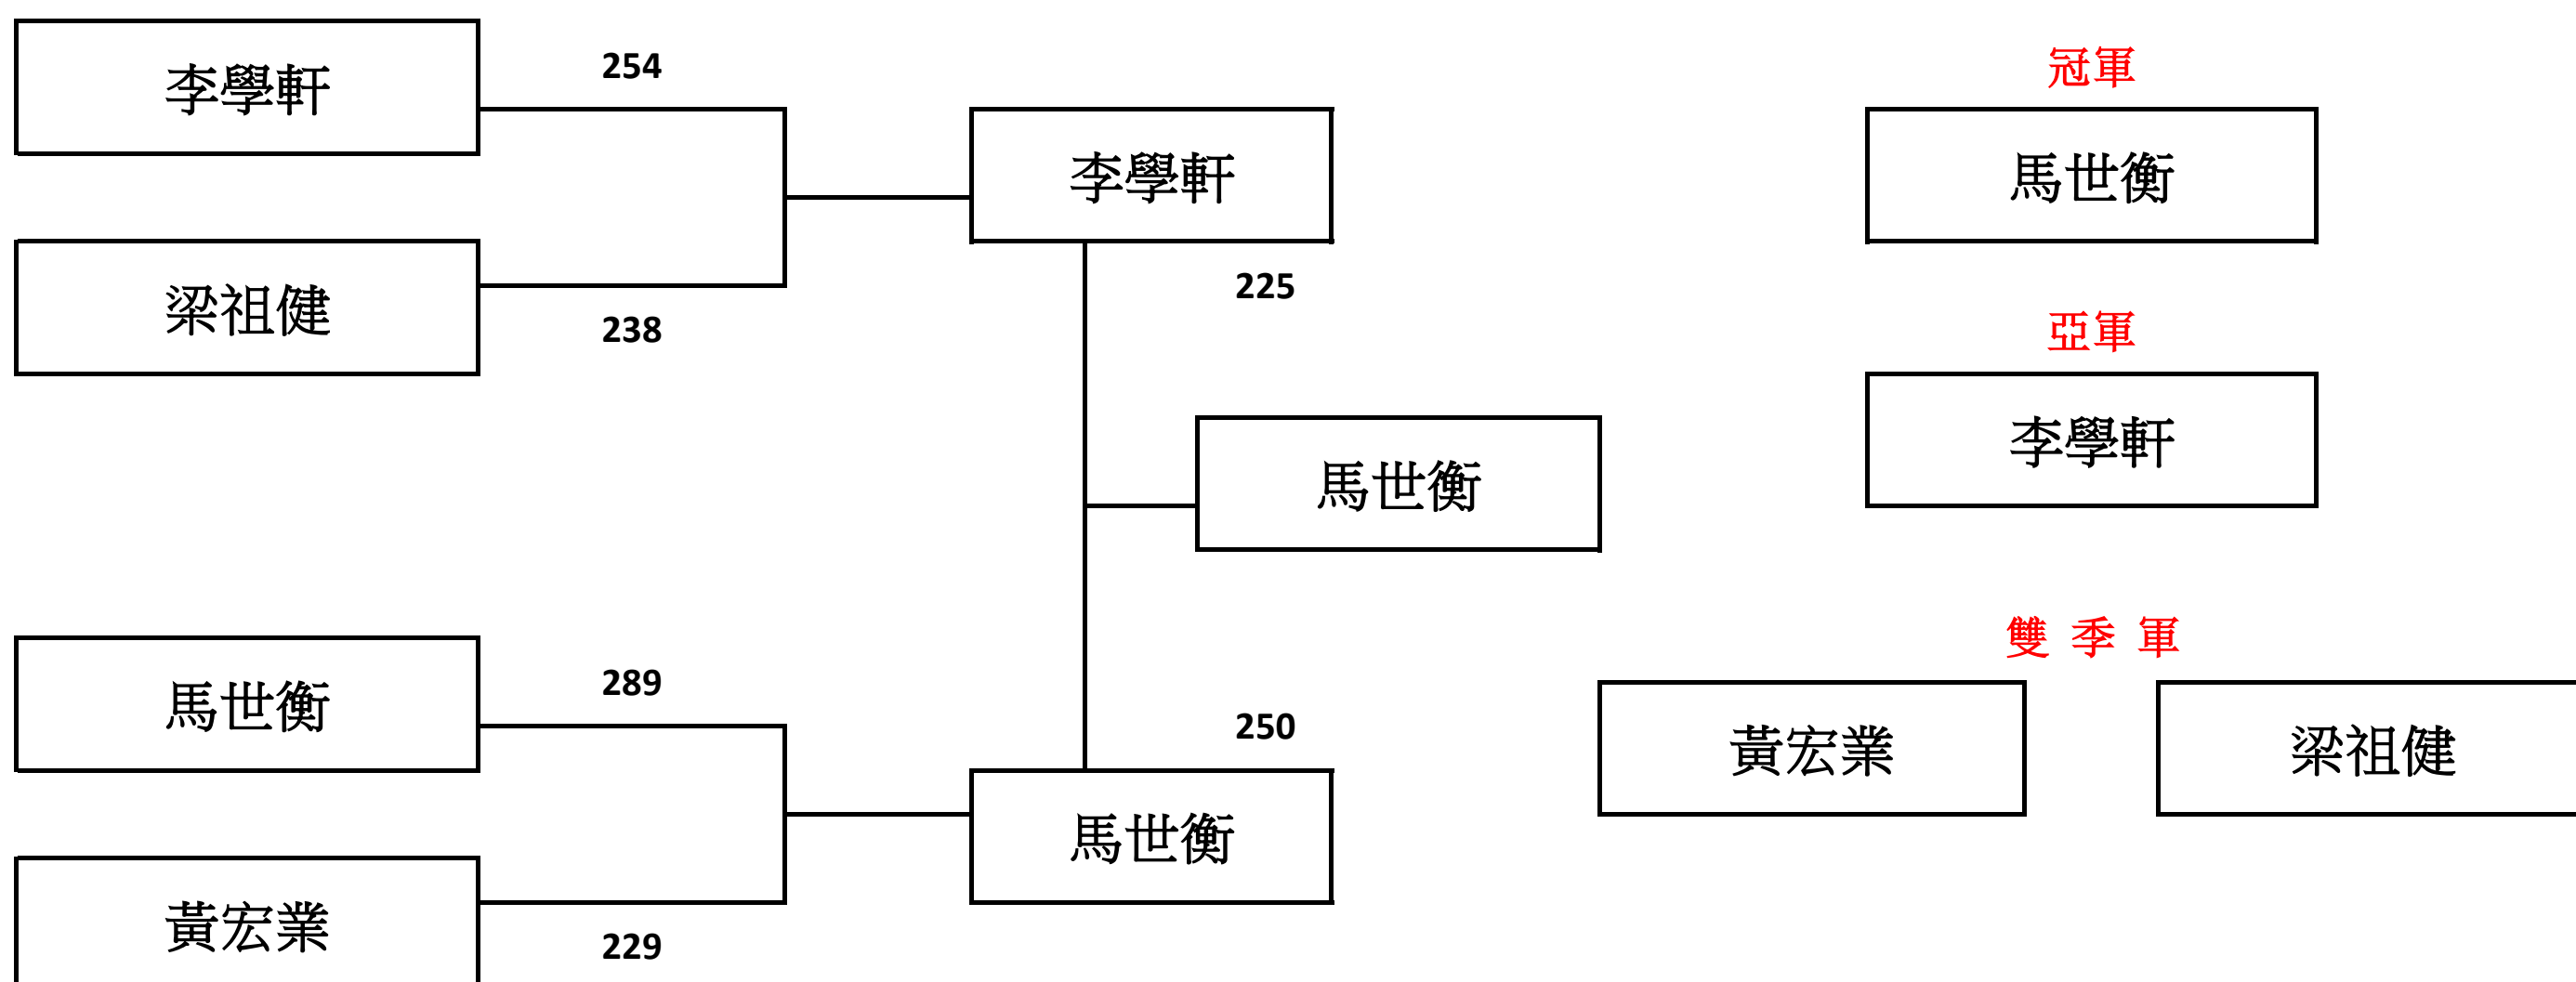 李學軒
254
梁祖健
238
李學軒
225
馬世衡
馬世衡
289
黃宏業
229
250
馬世衡
冠軍
馬世衡
亞軍
李學軒
雙 季 軍
黃宏業
梁祖健